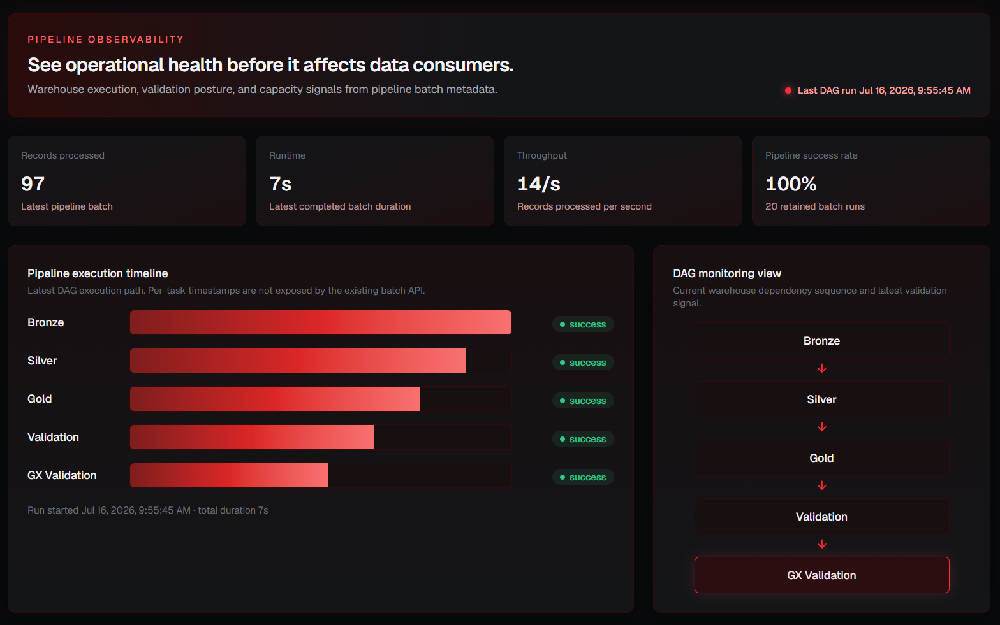 PIPELINE OBSERVABILITY
See operational health before it affects data consumers.
Warehouse execution, validation posture, and capacity signals from pipeline batch metadata.
Last DAG run Jul 16, 2026, 9:55:45 AM
Records processed
97
Latest pipeline batch
Runtime
7s
Latest completed batch duration
Throughput
14/s
Records processed per second
Pipeline success rate
100%
20 retained batch runs
Pipeline execution timeline
Latest DAG execution path. Per-task timestamps are not exposed by the existing batch API.
Bronze
success
Silver
success
Gold
success
Validation
success
GX Validation
success
Run started Jul 16, 2026, 9:55:45 AM · total duration 7s
DAG monitoring view
Current warehouse dependency sequence and latest validation
signal.
Bronze
Silver
Gold
Validation
GX Validation